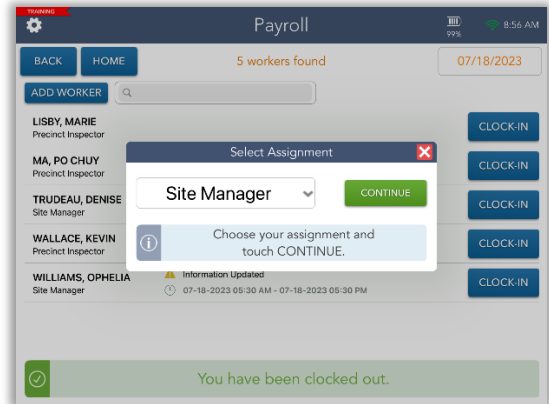 TRAINING
Payroll
99%
8:56 AM
BACK
HOME
5 workers found
07/18/2023
ADD WORKER
LISBY, MARIE
Precinct Inspector
CLOCK-IN
Select Assignment
MA, PO CHUY
Precinct Inspector
CLOCK-IN
Site Manager
CONTINUE
TRUDEAU, DENISE
Site Manager
CLOCK-IN
Choose your assignment and
touch CONTINUE.
WALLACE, KEVIN
Precinct Inspector
CLOCK-IN
WILLIAMS, OPHELIA
Site Manager
Information Updated
07-18-2023 05:30 AM - 07-18-2023 05:30 PM
CLOCK-IN
You have been clocked out.